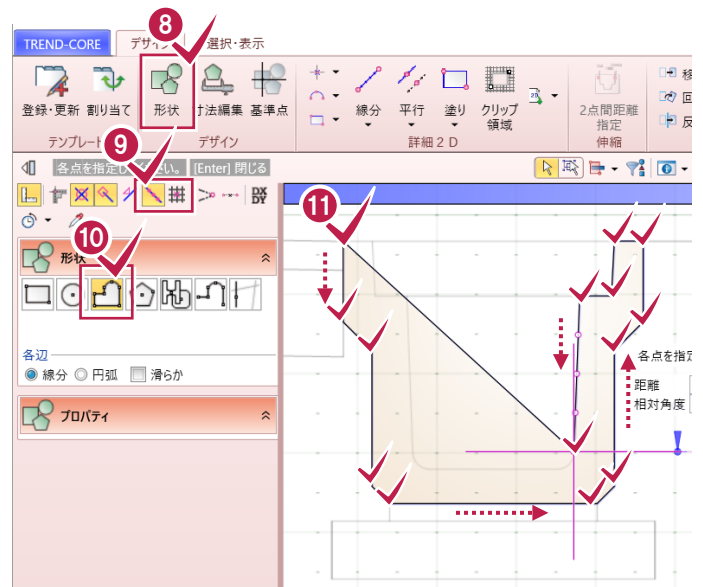 8
TREND-CORE デザイン 選択・表示
登録・更新 割り当て 形状 寸法編集 基準点 線分 平行 塗り クリップ
領域 2点間距離
指定
テンプレート デザイン 詳細2D 伸縮
9
各点を指定してください。 [Enter] 閉じる
DX
DY
10 11
形状
各点を指定
各辺
線分 円弧 滑らか
距離
相対角度
プロパティ